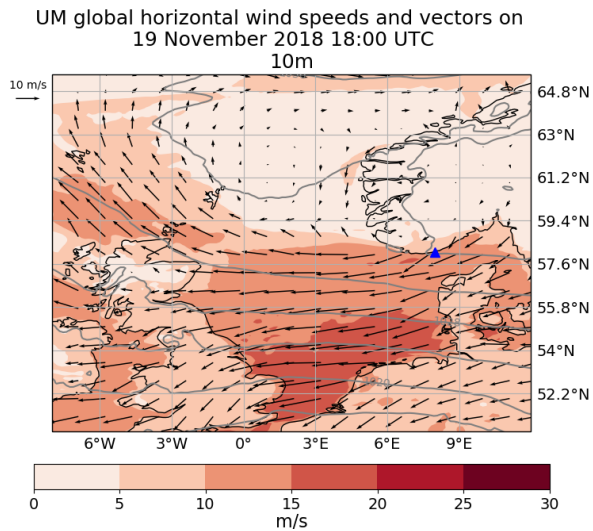 UM global horizontal wind speeds and vectors on
19 November 2018 18:00 UTC
10m
10 m/s
64.8°N
63°N
61.2°N
59.4°N
57.6°N
55.8°N
54°N
52.2°N
6°W 3°W 0° 3°E 6°E 9°E
0 5 10 15 20 25 30
m/s